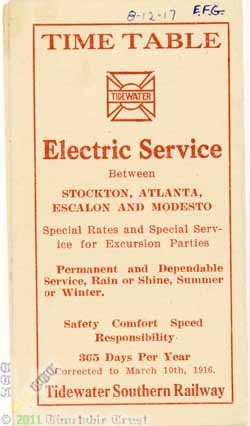 8-12-17 E.F.G.
TIME TABLE
TIDEWATER
Electric Service
Between
STOCKTON, ATLANTA,
ESCALON AND MODESTO
Special Rates and Special Serv-
ice for Excursion Parties
Permanent and Dependable
Service, Rain or Shine, Summer
or Winter.
Safety Comfort Speed
Responsibility
365 Days Per Year
Corrected to March 10th, 1916.
Tidewater Southern Railway
© 2011 Timetable Trust